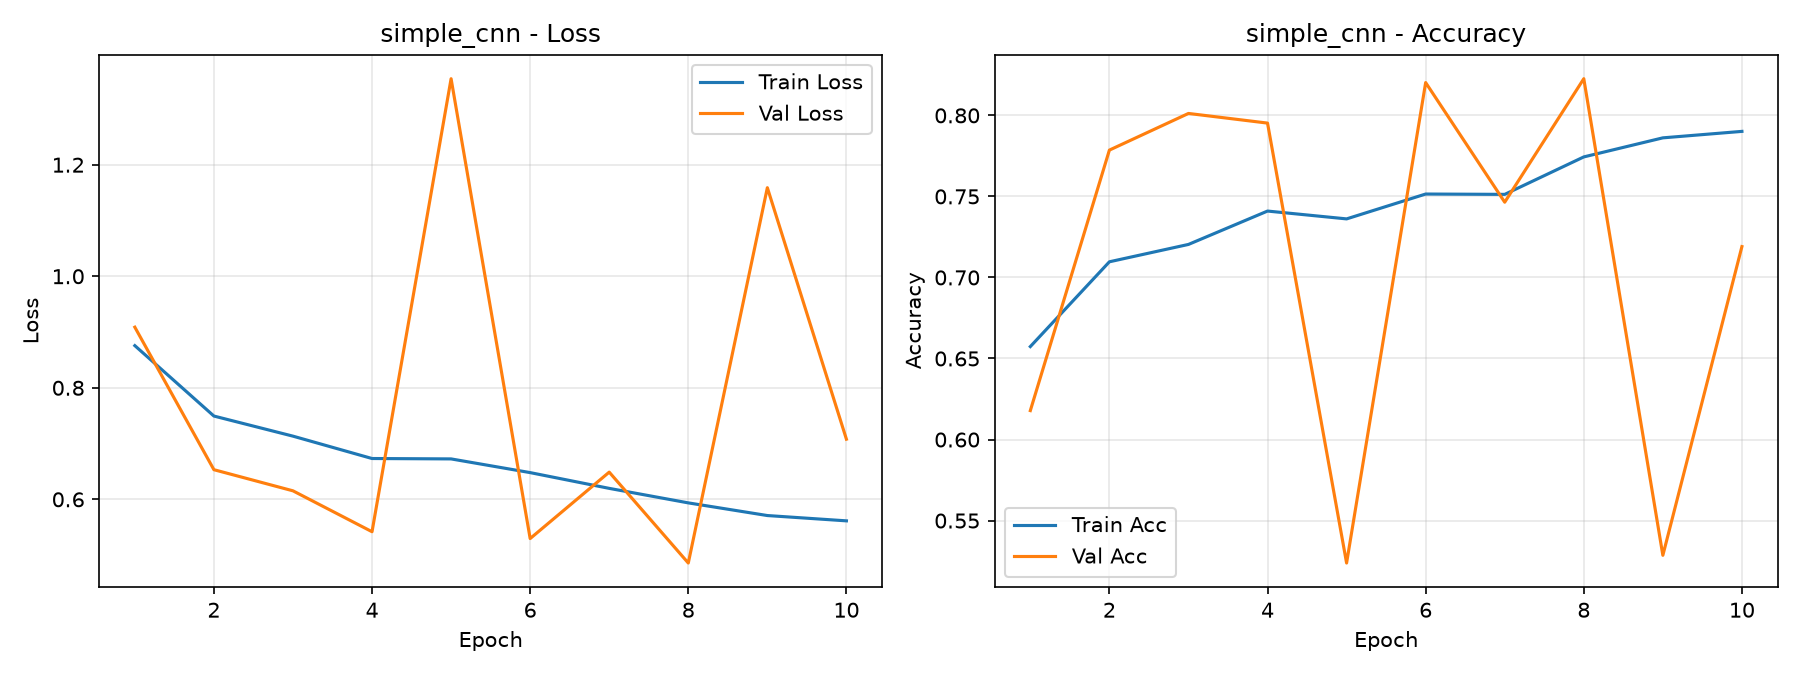 simple_cnn - Loss
Train Loss
Val Loss
1.2
1.0
0.8
0.6
Loss
2
4
6
8
10
Epoch
simple_cnn - Accuracy
0.80
0.75
0.70
0.65
0.60
0.55
Accuracy
Train Acc
Val Acc
2
4
6
8
10
Epoch